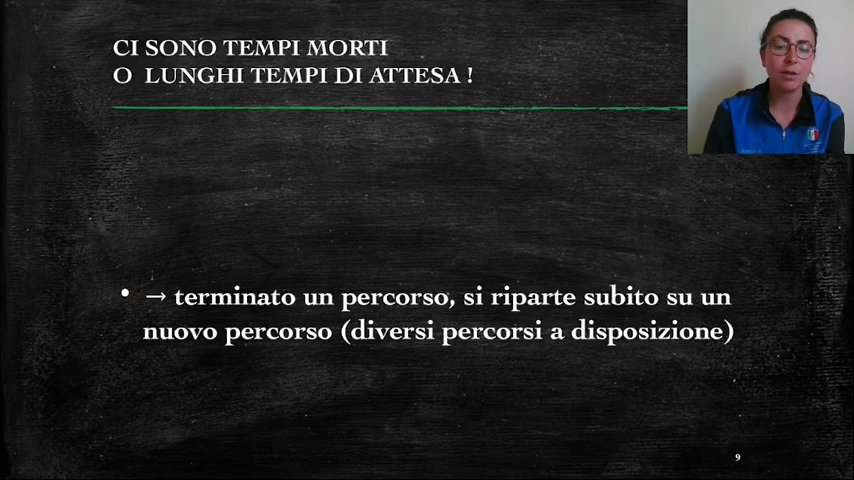 CI SONO TEMPI MORTI
O LUNGHI TEMPI DI ATTESA !
• → terminato un percorso, si riparte subito su un
nuovo percorso (diversi percorsi a disposizione)
9